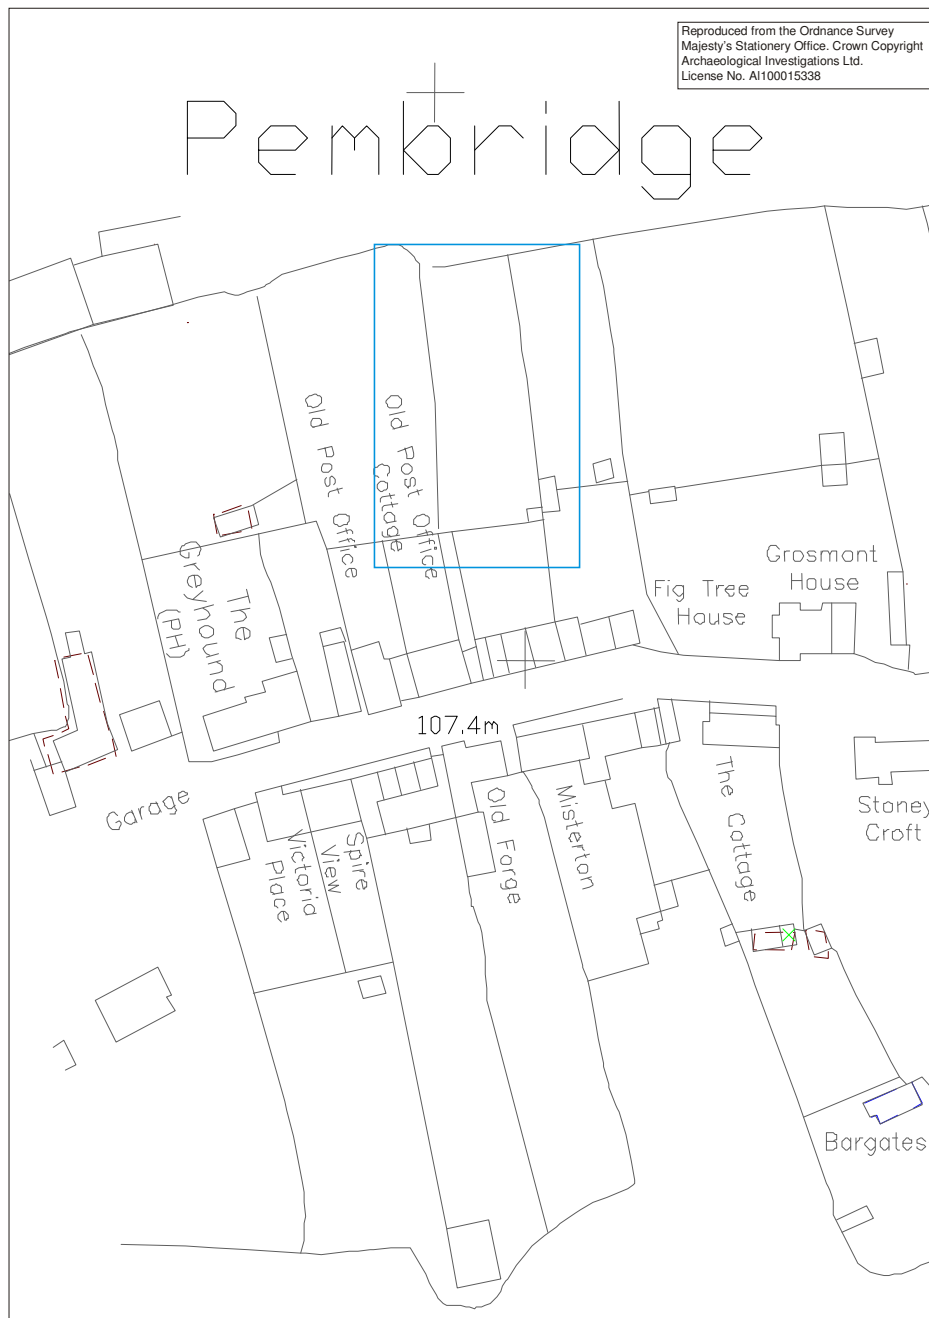 Reproduced from the Ordnance Survey
Majesty's Stationery Office. Crown Copyright
Archaeological Investigations Ltd.
License No. AI100015338
Pembridge
Old Post Office
Old Post Office
Cottage
The
Greyhound
(PH)
Grosmont
House
Fig Tree
House
107.4m
Garage
Victoria
Place
Spire
View
Old Forge
Misterton
The Cottage
Stoney
Croft
Bargates